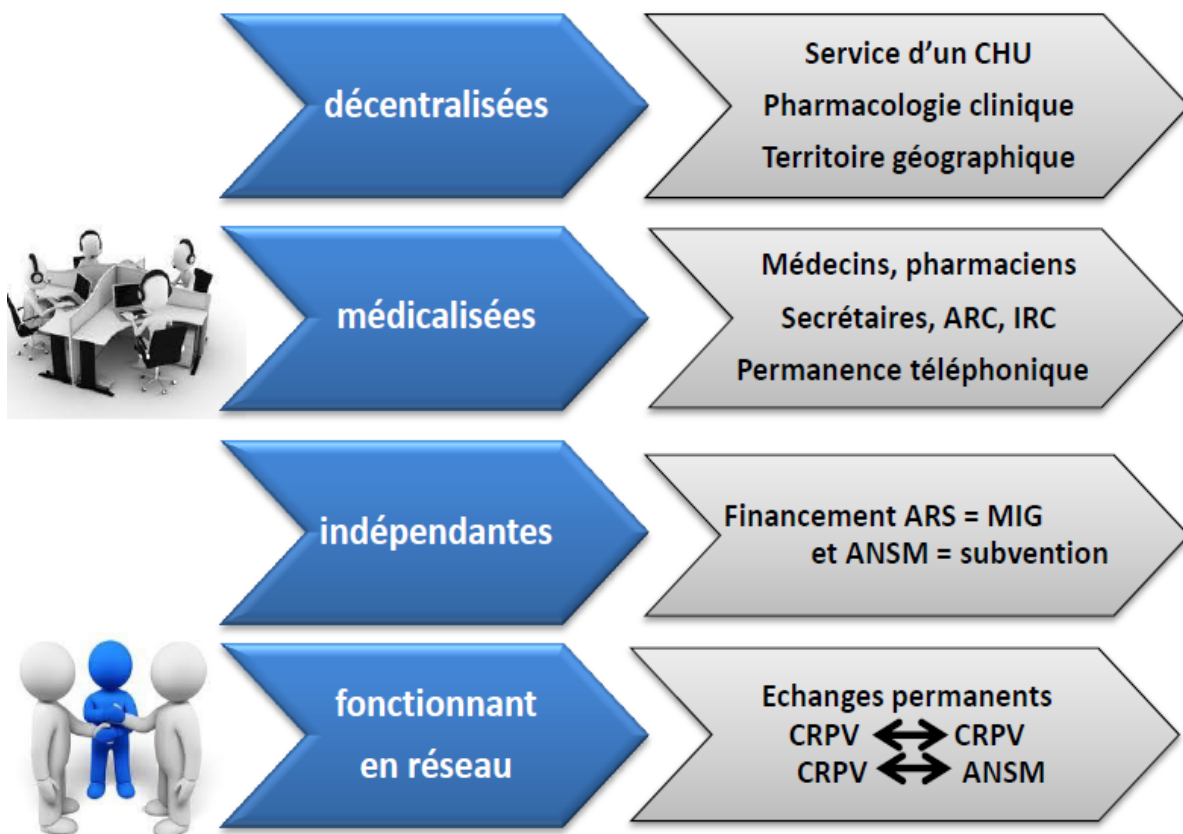 décentralisées
Service d’un CHU
Pharmacologie clinique
Territoire géographique
médicalisées
Médecins, pharmaciens
Secrétaires, ARC, IRC
Permanence téléphonique
indépendantes
Financement ARS = MIG
et ANSM = subvention
fonctionnant
en réseau
Echanges permanents
CRPV CRPV
CRPV ANSM